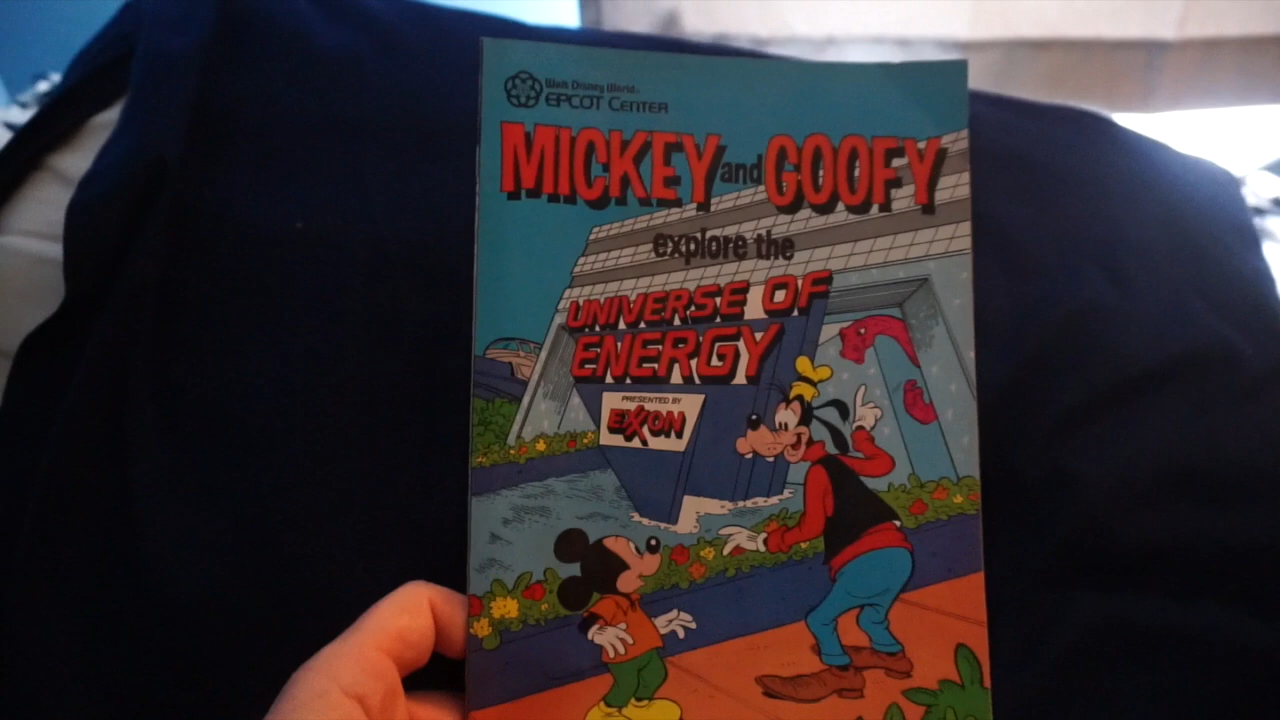 Walt Disney World
EPCOT CENTER
MICKEY and GOOFY
explore the
UNIVERSE OF
ENERGY
PRESENTED BY
EXXON